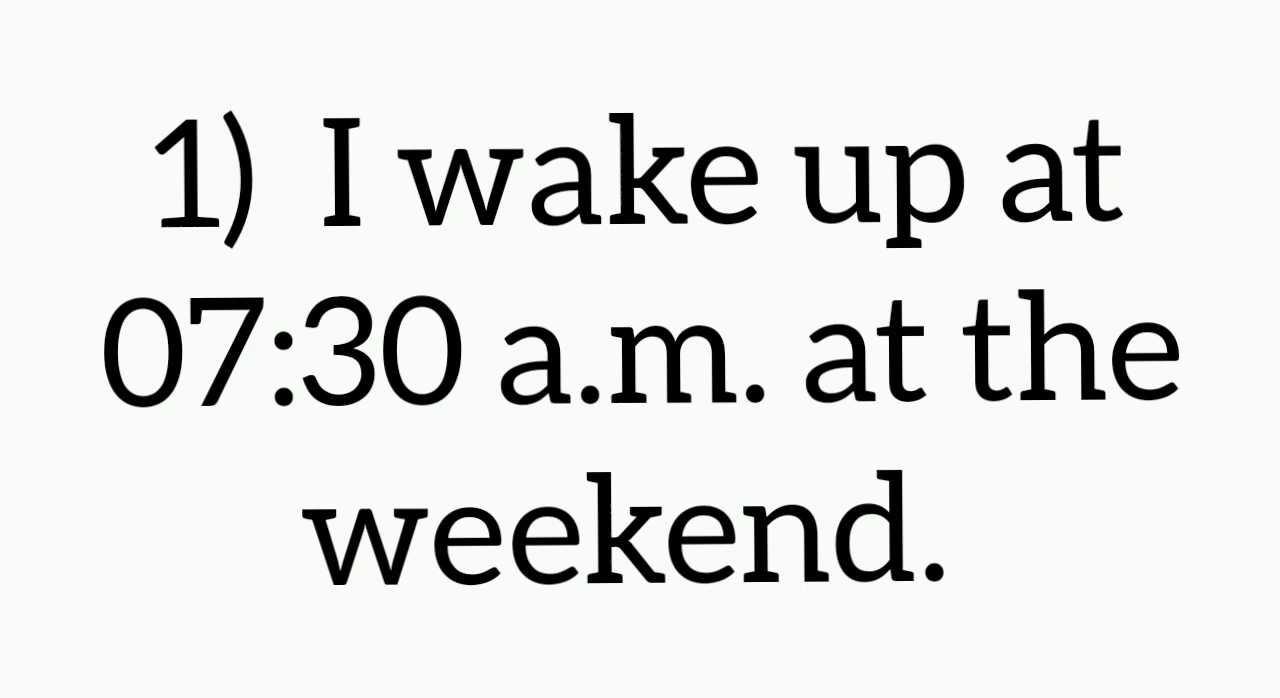 1) I wake up at
07:30 a.m. at the
weekend.